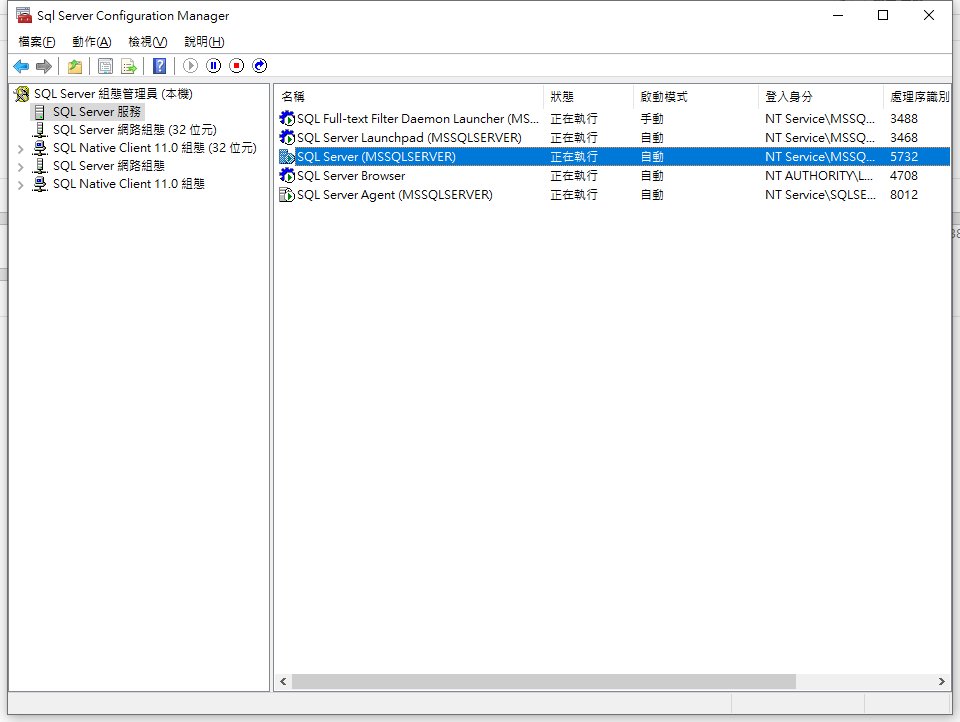 Sql Server Configuration Manager
檔案(F) 動作(A) 檢視(V) 說明(H)
SQL Server 組態管理員 (本機)
SQL Server 服務
SQL Server 網路組態 (32 位元)
SQL Native Client 11.0 組態 (32 位元)
SQL Server 網路組態
SQL Native Client 11.0 組態
名稱 狀態 啟動模式 登入身分 處理序識別
SQL Full-text Filter Daemon Launcher (MS... 正在執行 手動 NT Service\MSSQ... 3488
SQL Server Launchpad (MSSQLSERVER) 正在執行 自動 NT Service\MSSQ... 3468
SQL Server (MSSQLSERVER) 正在執行 自動 NT Service\MSSQ... 5732
SQL Server Browser 正在執行 自動 NT AUTHORITY\L... 4708
SQL Server Agent (MSSQLSERVER) 正在執行 自動 NT Service\SQLSE... 8012